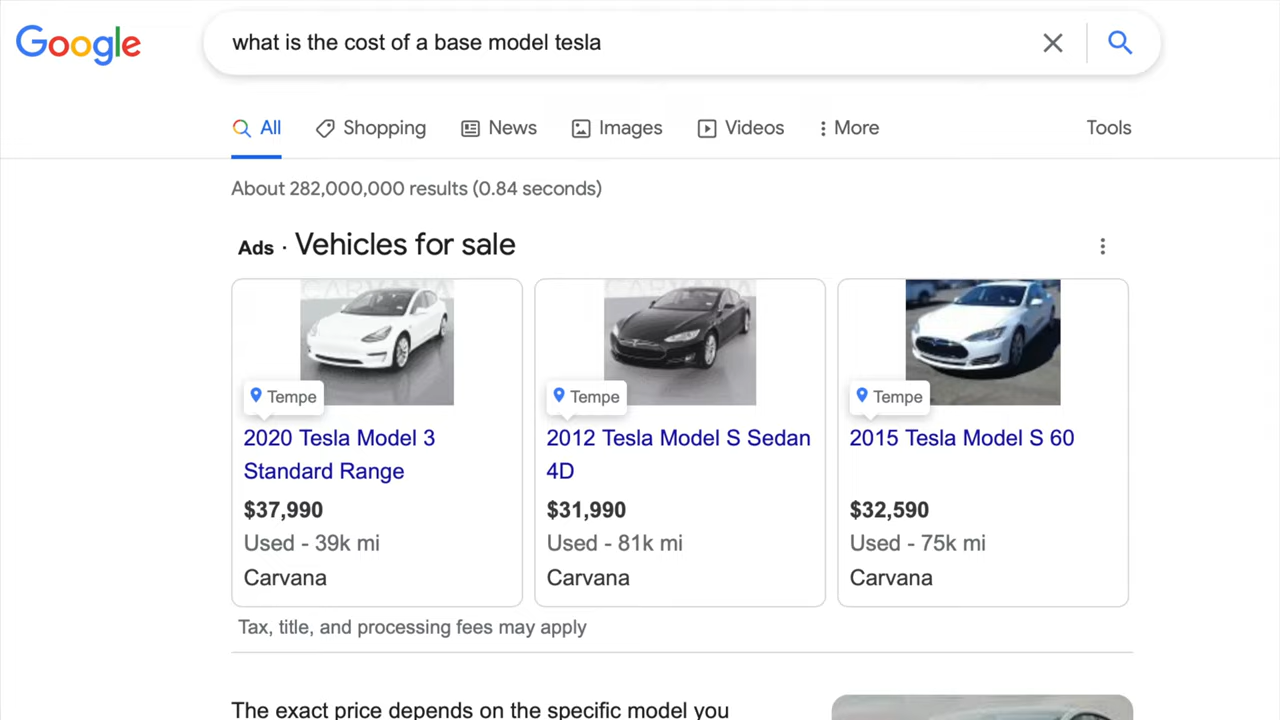 Google
what is the cost of a base model tesla
All Shopping News Images Videos More Tools
About 282,000,000 results (0.84 seconds)
Ads · Vehicles for sale
CARVANA
Tempe
2020 Tesla Model 3
Standard Range
$37,990
Used - 39k mi
Carvana
Tempe
2012 Tesla Model S Sedan
4D
$31,990
Used - 81k mi
Carvana
Tempe
2015 Tesla Model S 60
$32,590
Used - 75k mi
Carvana
Tax, title, and processing fees may apply
The exact price depends on the specific model you